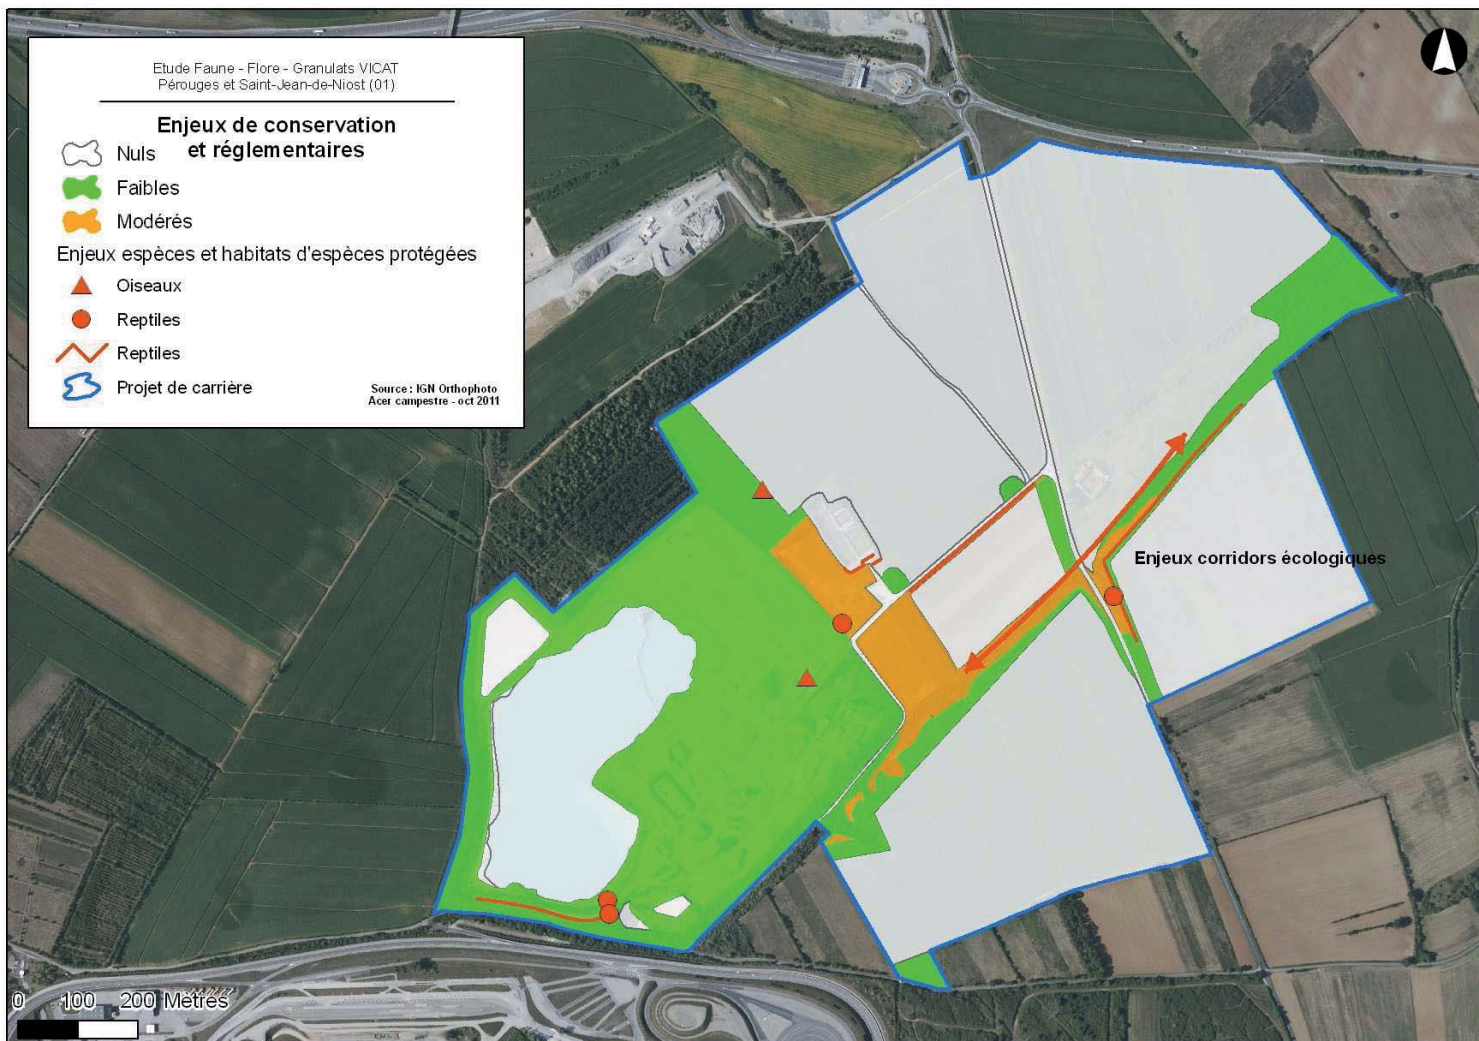 Etude Faune - Flore - Granulats VICAT
Pérouges et Saint-Jean-de-Niost (01)
Enjeux de conservation
et réglementaires
Nuls
Faibles
Modérés
Enjeux espèces et habitats d'espèces protégées
Oiseaux
Reptiles
Reptiles
Projet de carrière
Source : IGN Orthophoto
Acer campestre - oct 2011
Enjeux corridors écologiques
0 100 200 Metres